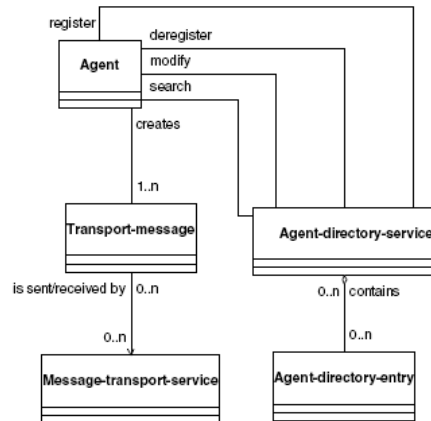 register
deregister
Agent
modify
search
creates
1..n
Transport-message
Agent-directory-service
is sent/received by
0..n
0..n
contains
0..n
0..n
Message-transport-service
Agent-directory-entry